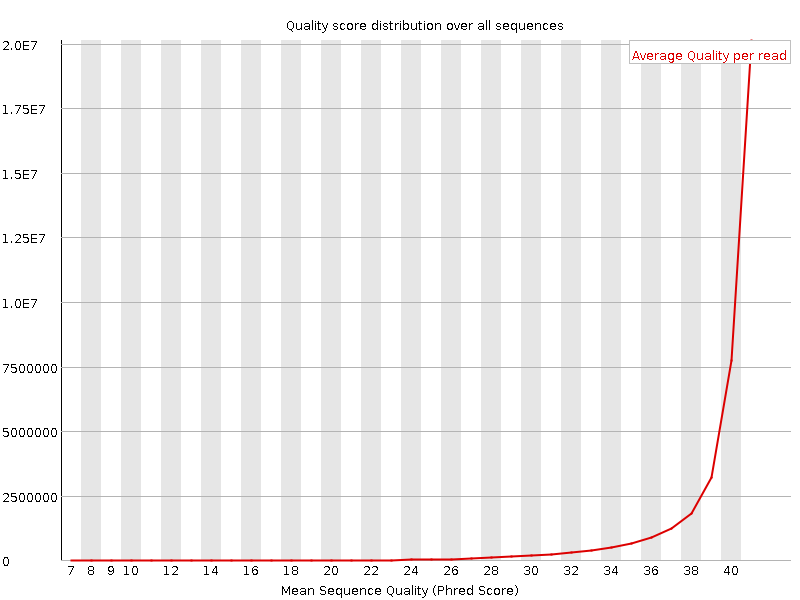 Quality score distribution over all sequences
Average Quality per read
2.0E7
1.75E7
1.5E7
1.25E7
1.0E7
7500000
5000000
2500000
0
7 8 9 10 12 14 16 18 20 22 24 26 28 30 32 34 36 38 40
Mean Sequence Quality (Phred Score)